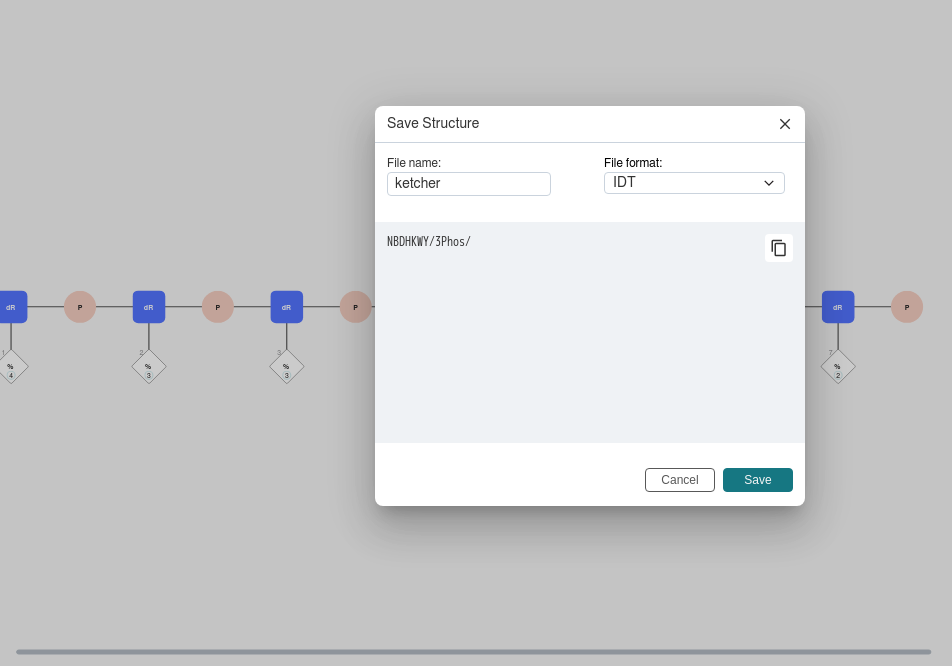 Save Structure
File name:
File format:
ketcher
IDT
NBDHKWY/3Phos/
dR
P
dR
P
dR
P
dR
P
1
2
3
7
%
4
%
3
%
3
%
2
Cancel
Save